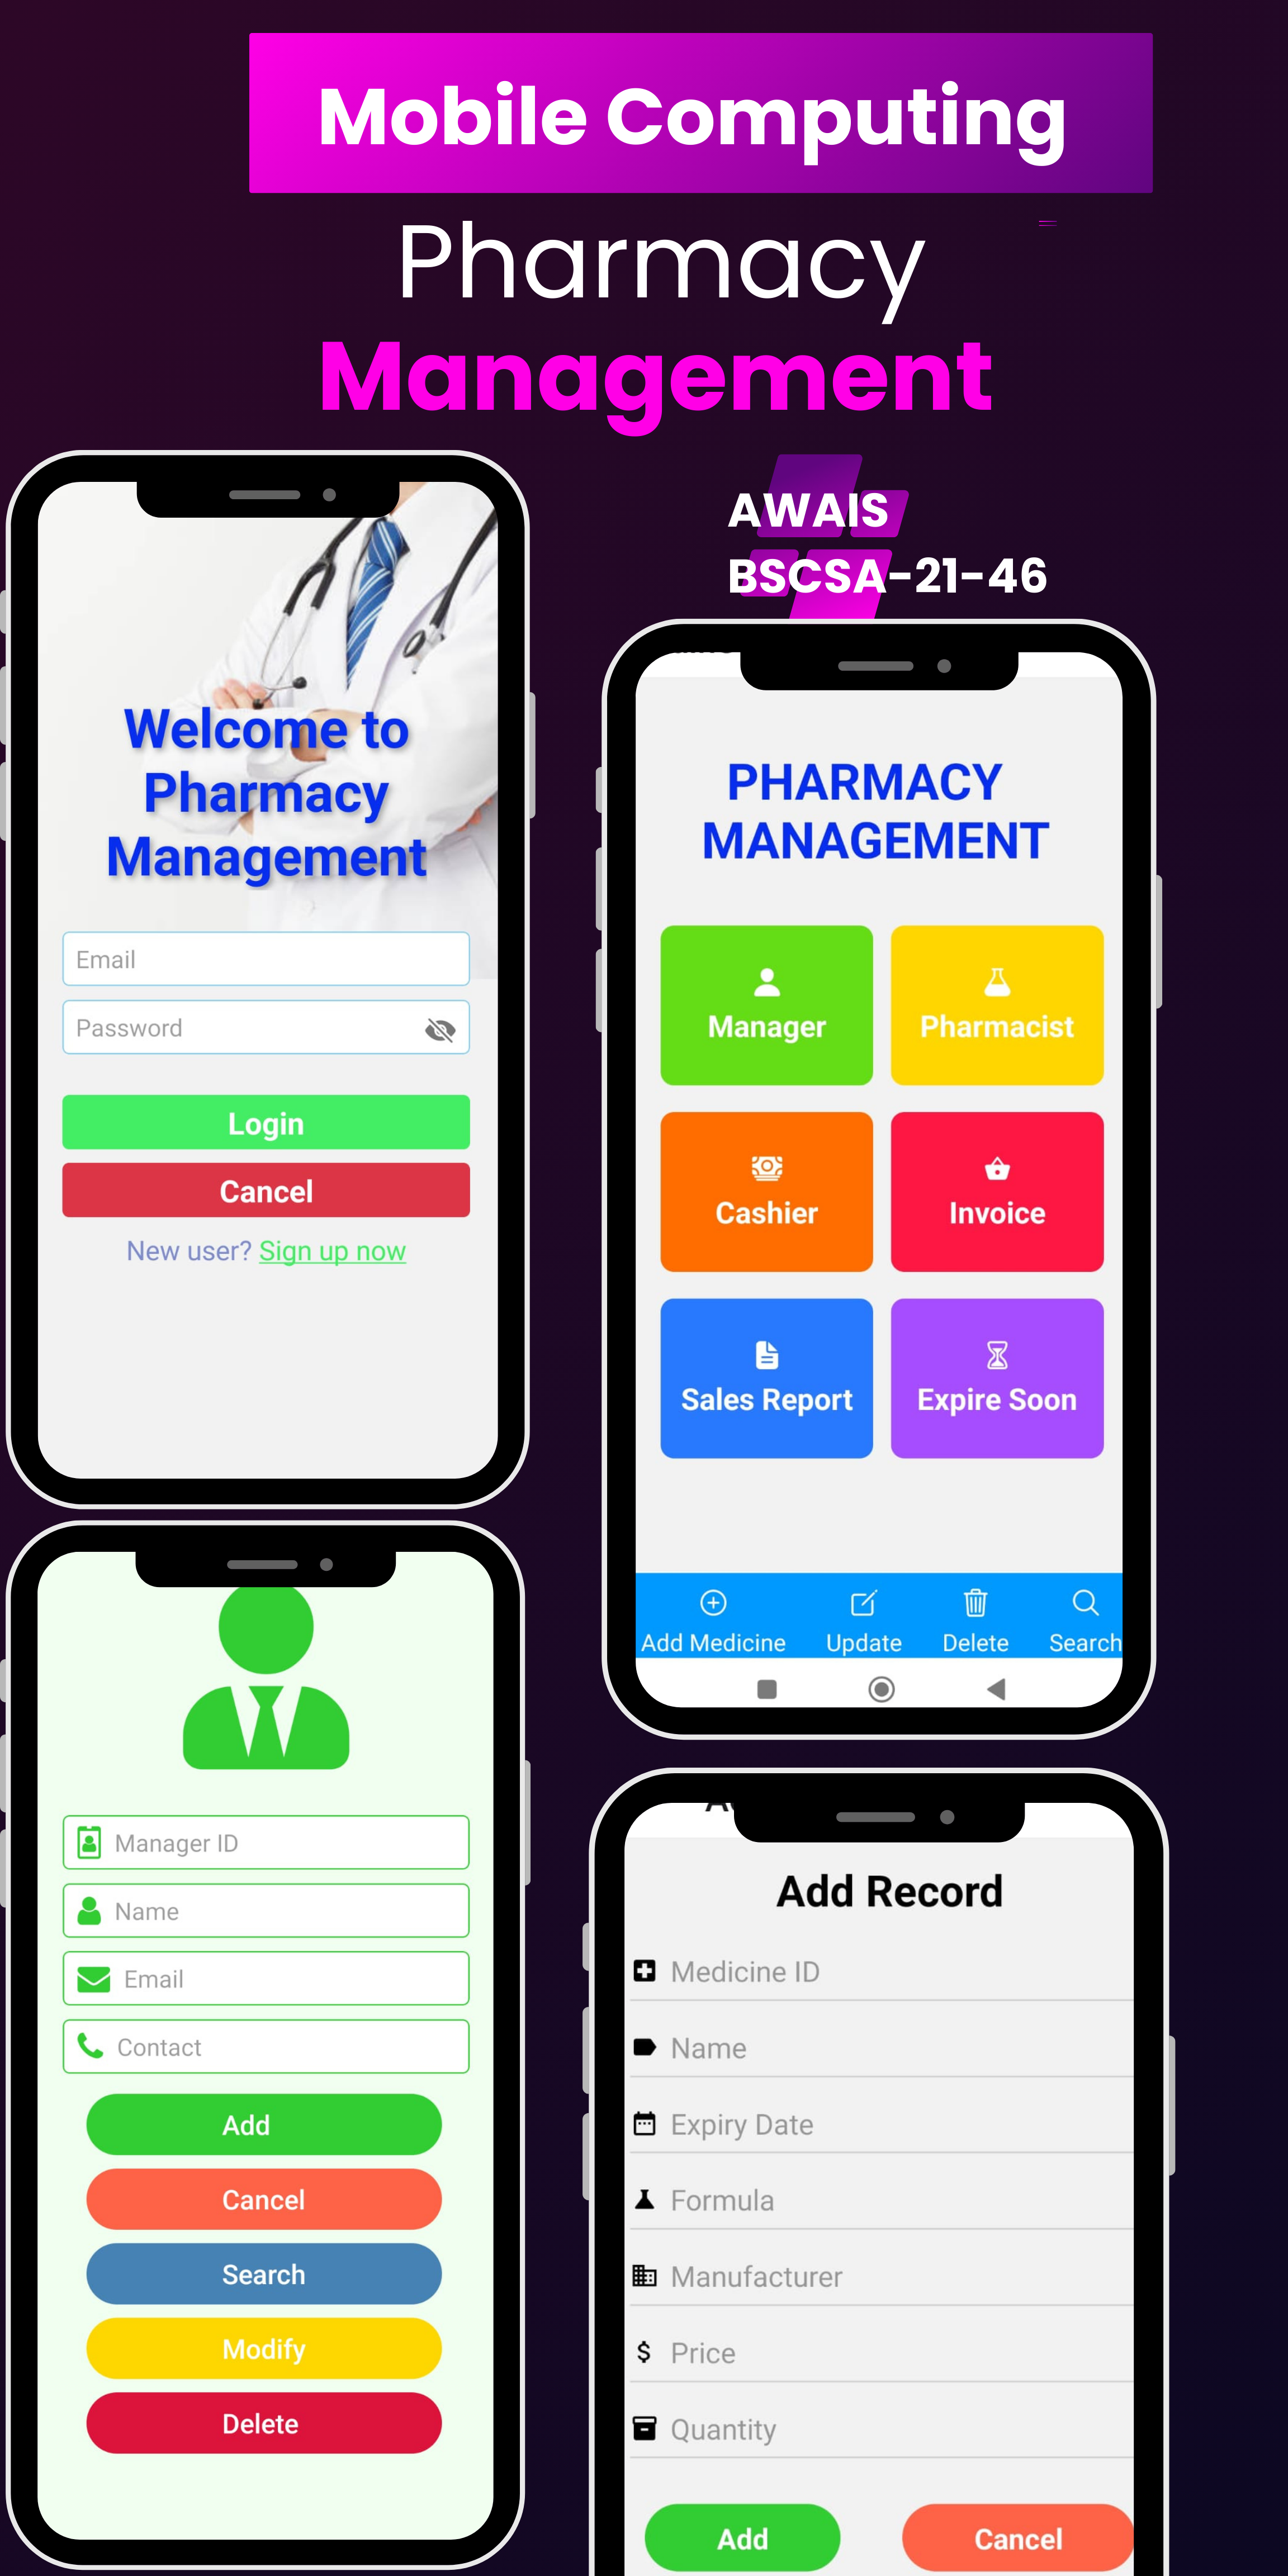 Mobile Computing
Pharmacy
Management
AWAIS
BSCSA-21-46
Welcome to
Pharmacy
Management
Email
Password
Login
Cancel
New user? Sign up now
PHARMACY
MANAGEMENT
Manager
Pharmacist
Cashier
Invoice
Sales Report
Expire Soon
Add Medicine
Update
Delete
Search
Manager ID
Name
Email
Contact
Add
Cancel
Search
Modify
Delete
Add Record
Medicine ID
Name
Expiry Date
Formula
Manufacturer
Price
Quantity
Add
Cancel